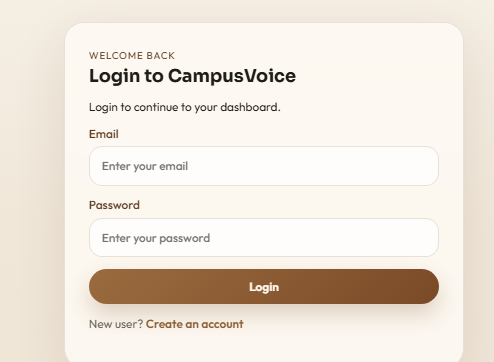 WELCOME BACK
Login to CampusVoice
Login to continue to your dashboard.
Email
Enter your email
Password
Enter your password
Login
New user? Create an account